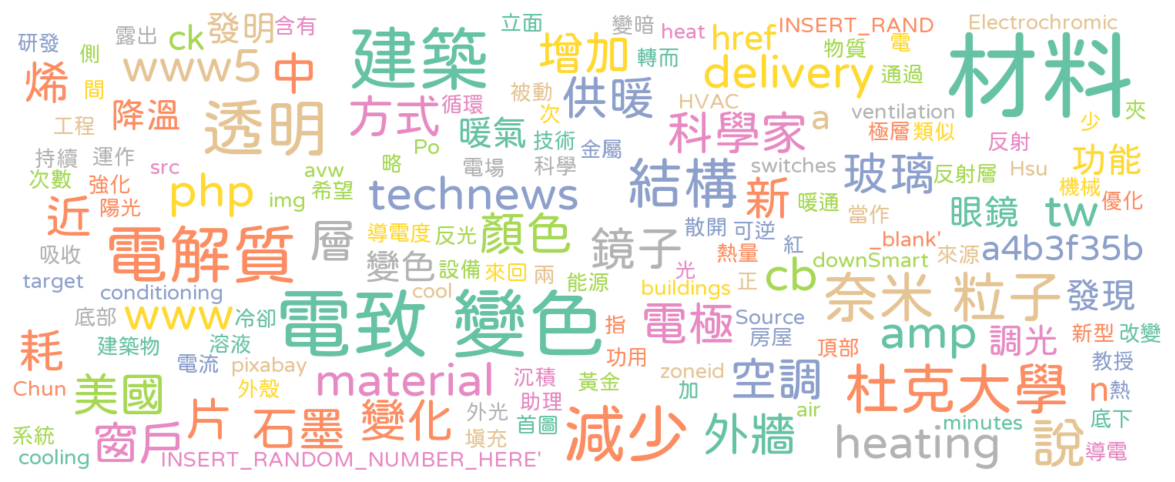 研發 側 露出 ck 發明 含有 立面 增加 變暗 heat href INSERT_RAND Electrochromic
烯 間 www5 中 建築 被動 供暖 轉而 delivery 物質 電 通過 材料
工程 降溫 透明 方式 循環 暖氣 次 技術 HVAC 科學家 a ventilation 極層 類似 少 夾
持續 運作 src 略 Po 電場 科學 金屬 結構 switches 玻璃 反射層 反射 Hsu 功能
次數 強化 php img avw 希望 technews 新 暖通 當作 眼鏡 機械 tw 優化
近 陽光 電解質 層 導電度 反光 顏色 鏡子 散開 可逆 紅 熱量 _blank' 來源 a4b3f35b
吸收 變色 設備 來回 兩 能源 光 buildings 正 cb downSmart 奈米 粒子 發現
target conditioning cool 電致 變色 指 電極 Source
底部 www 冷卻 房屋 amp 調光 新型 改變
耗 建築物 溶液 電流 pixabay 功用 頂部 教授
Chun 美國 外殼 material 沉積 黃金 zoneid 加 空調 杜克大學 n 熱
片 石墨 變化 外光 助理 首圖 減少 外牆 air minutes 底下
系統 窗戶 填充 heating 說 導電
cooling INSERT_RANDOM_NUMBER_HERE'